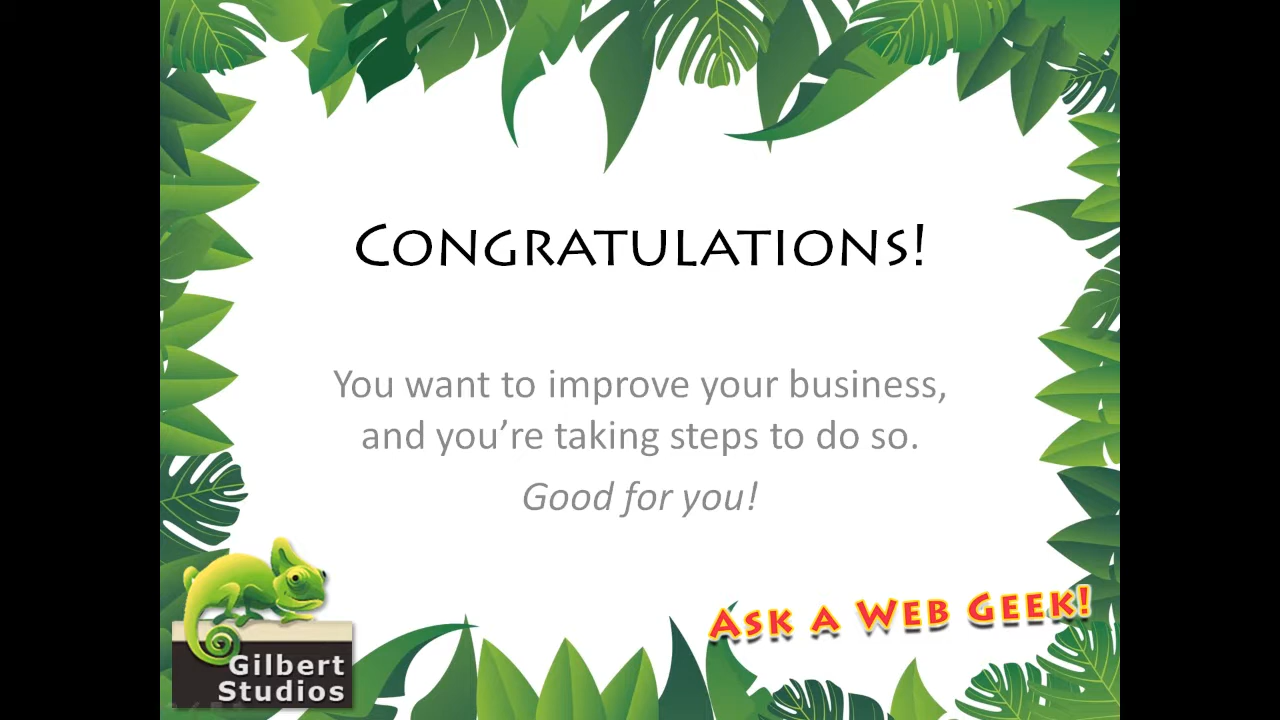 Congratulations!
You want to improve your business,
and you're taking steps to do so.
Good for you!
Ask a Web Geek!
Gilbert
Studios